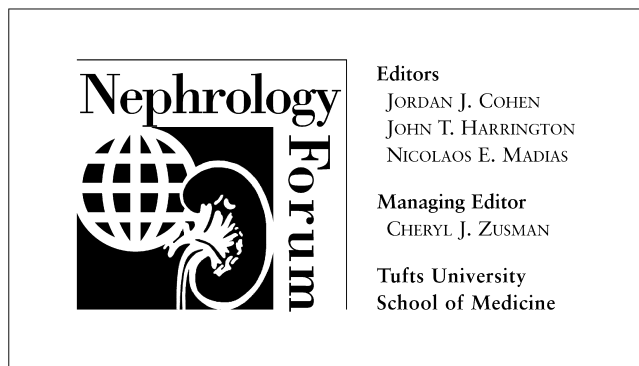 Nephrology
Forum
Editors
JORDAN J. COHEN
JOHN T. HARRINGTON
NICOLAOS E. MADIAS
Managing Editor
CHERYL J. ZUSMAN
Tufts University
School of Medicine